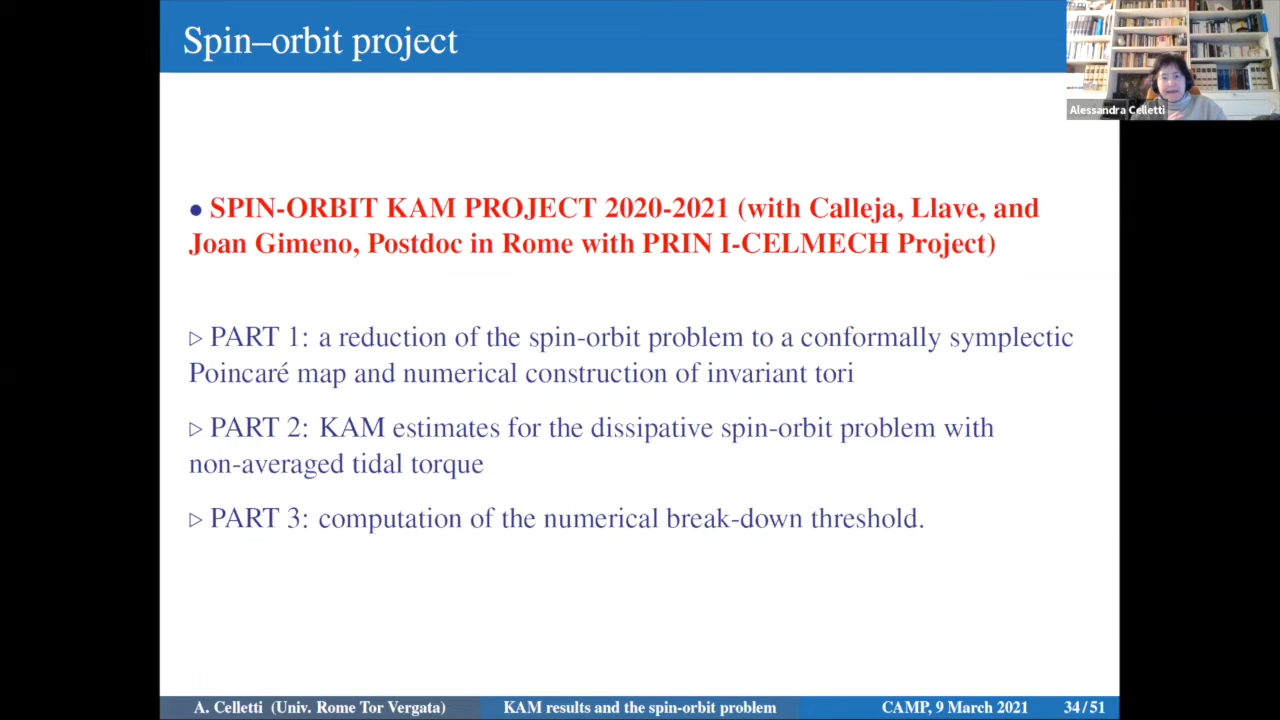 Spin–orbit project
Alessandra Celletti
• SPIN-ORBIT KAM PROJECT 2020-2021 (with Calleja, Llave, and
Joan Gimeno, Postdoc in Rome with PRIN I-CELMECH Project)
▷ PART 1: a reduction of the spin-orbit problem to a conformally symplectic
Poincaré map and numerical construction of invariant tori
▷ PART 2: KAM estimates for the dissipative spin-orbit problem with
non-averaged tidal torque
▷ PART 3: computation of the numerical break-down threshold.
A. Celletti (Univ. Rome Tor Vergata) KAM results and the spin-orbit problem CAMP, 9 March 2021 34/51